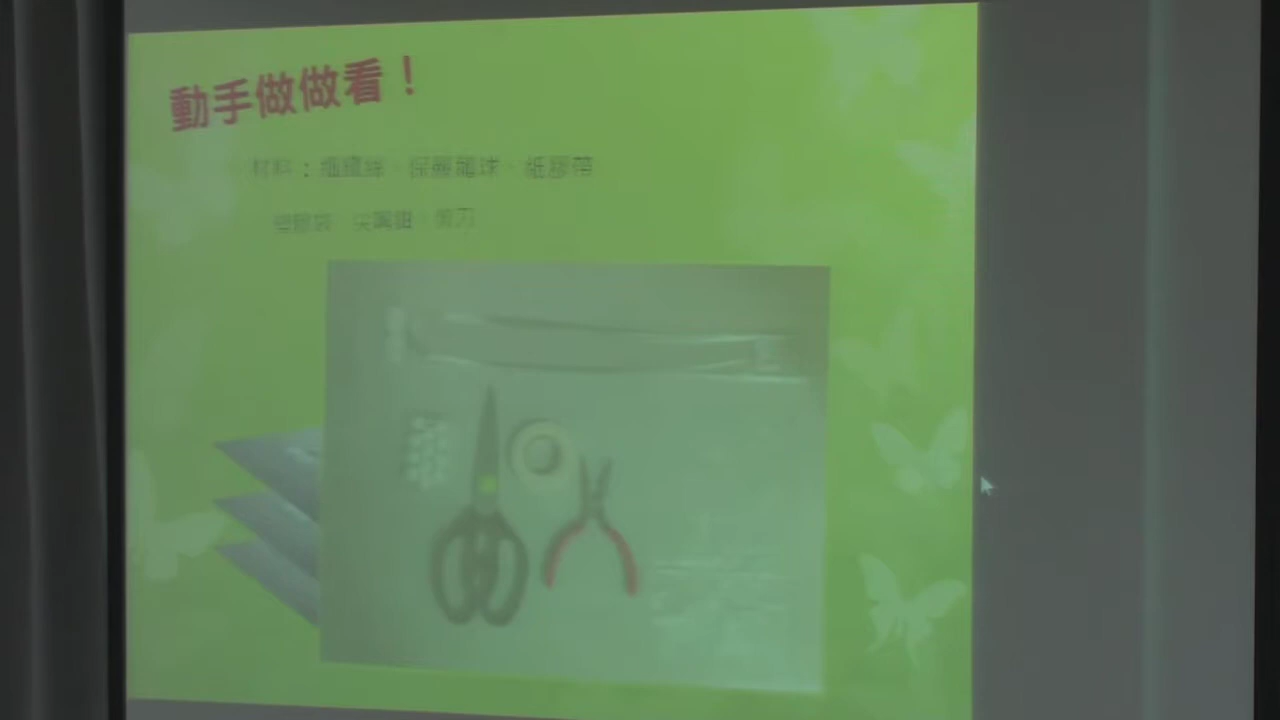 動手做做看！
材料：鐵絲、保麗龍球、紙膠帶
塑膠袋、尖嘴鉗、剪刀